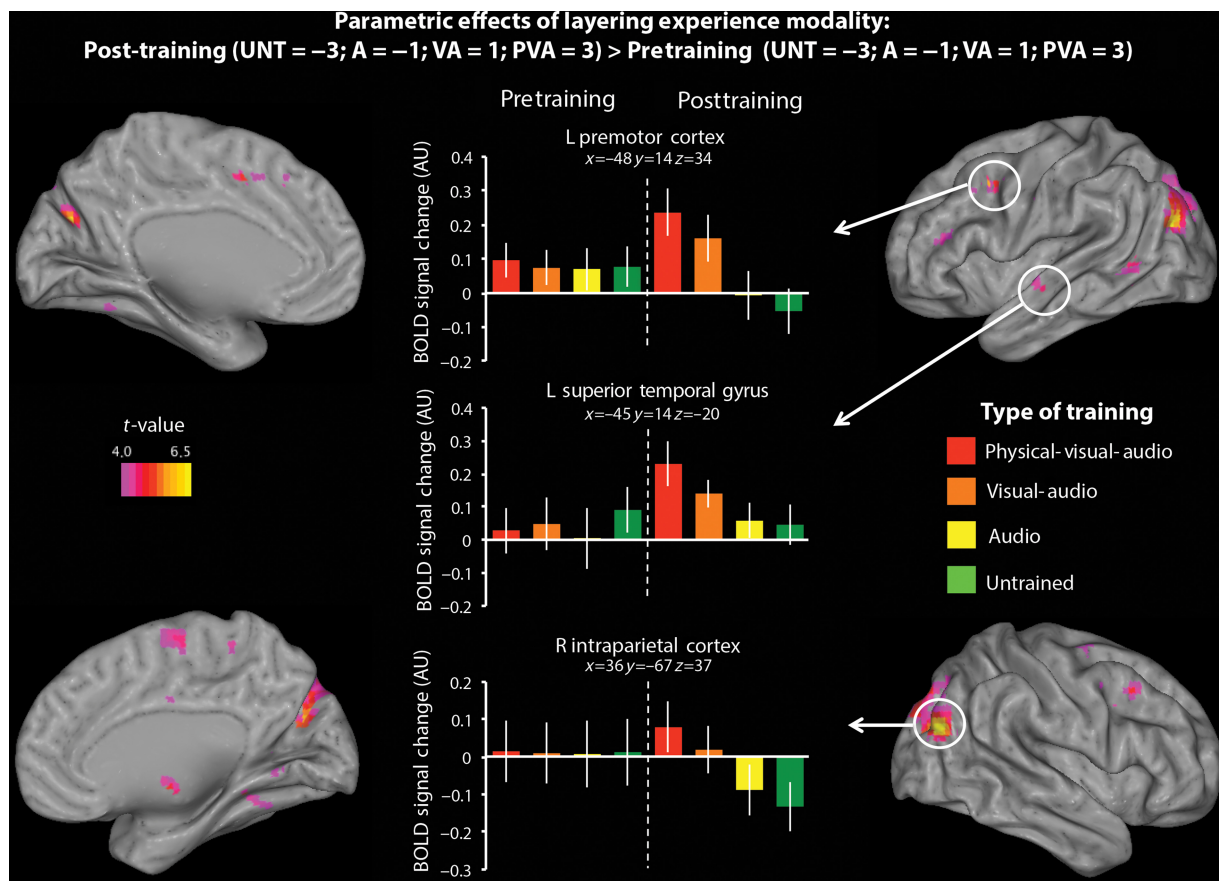 Parametric effects of layering experience modality:
Post-training (UNT = −3; A = −1; VA = 1; PVA = 3) > Pretraining (UNT = −3; A = −1; VA = 1; PVA = 3)
Pretraining
Posttraining
L premotor cortex
x=−48 y=14 z=34
BOLD signal change (AU)
0.4
0.3
0.2
0.1
0
−0.1
−0.2
L superior temporal gyrus
x=−45 y=14 z=−20
BOLD signal change (AU)
0.4
0.3
0.2
0.1
0
−0.1
−0.2
t-value
4.0 6.5
Type of training
Physical-visual-audio
Visual-audio
Audio
Untrained
R intraparietal cortex
x=36 y=−67 z=37
BOLD signal change (AU)
0.2
0.1
0
−0.1
−0.2
−0.3